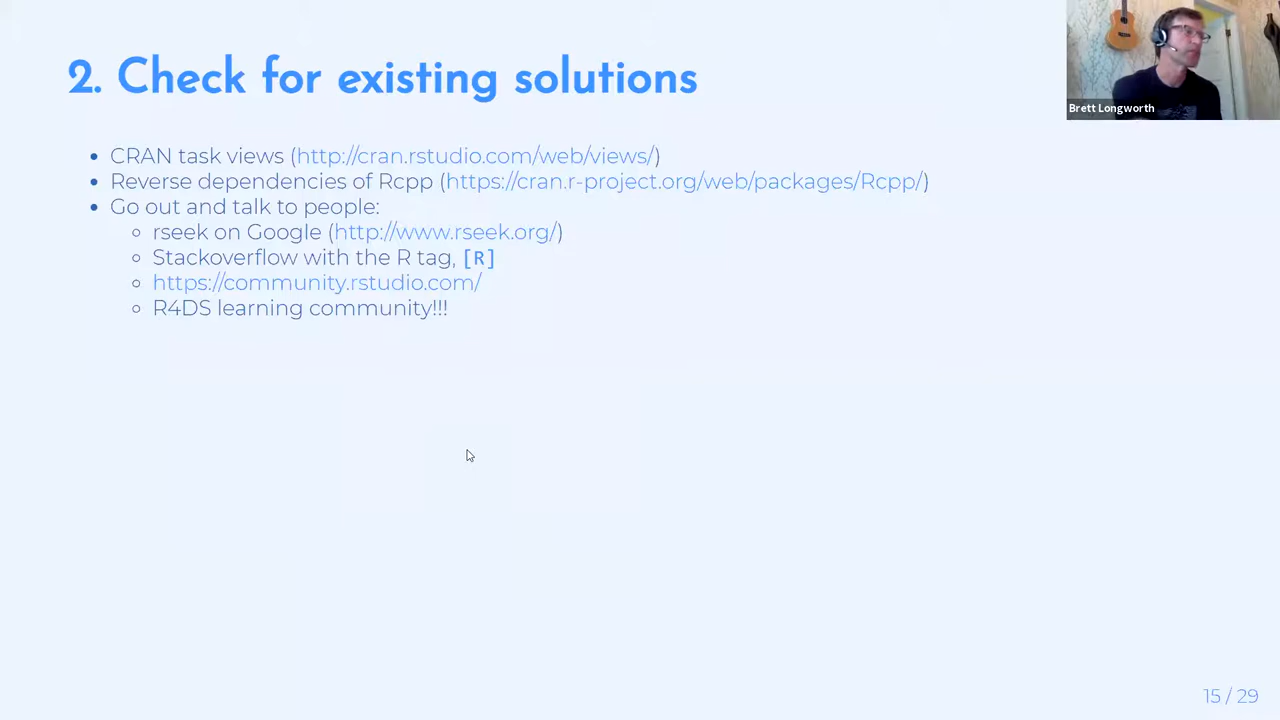 2. Check for existing solutions
Brett Longworth
CRAN task views (http://cran.rstudio.com/web/views/)
Reverse dependencies of Rcpp (https://cran.r-project.org/web/packages/Rcpp/)
Go out and talk to people:
rseek on Google (http://www.rseek.org/)
Stackoverflow with the R tag, [R]
https://community.rstudio.com/
R4DS learning community!!!
15 / 29